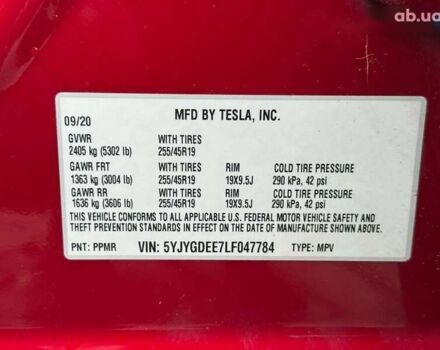 ab.ua
09/20 MFD BY TESLA, INC.
GVWR WITH TIRES
2405 kg (5302 lb) 255/45R19
GAWR FRT WITH TIRES RIM COLD TIRE PRESSURE
1363 kg (3004 lb) 255/45R19 19X9.5J 290 kPa, 42 psi
GAWR RR WITH TIRES RIM COLD TIRE PRESSURE
1636 kg (3606 lb) 255/45R19 19X9.5J 290 kPa, 42 psi
THIS VEHICLE CONFORMS TO ALL APPLICABLE U.S. FEDERAL MOTOR VEHICLE SAFETY AND
THEFT PREVENTION STANDARDS IN EFFECT ON THE DATE OF MANUFACTURE SHOWN ABOVE.
PNT: PPMR VIN: 5YJYGDEE7LF047784 TYPE: MPV